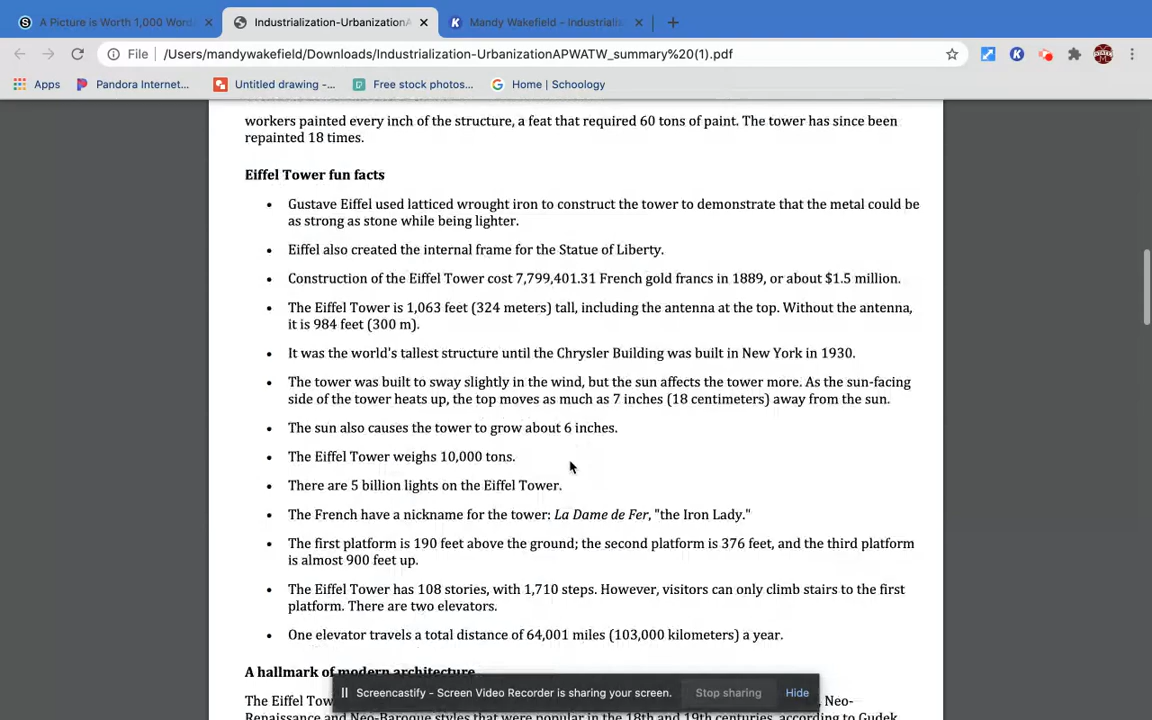 A Picture is Worth 1,000 Word
Industrialization-UrbanizationA
Mandy Wakefield - Industriali
File
/Users/mandywakefield/Downloads/Industrialization-UrbanizationAPWATW_summary%20(1).pdf
Apps
Pandora Internet...
Untitled drawing -...
Free stock photos...
Home | Schoology
workers painted every inch of the structure, a feat that required 60 tons of paint. The tower has since been
repainted 18 times.
Eiffel Tower fun facts
• Gustave Eiffel used latticed wrought iron to construct the tower to demonstrate that the metal could be
as strong as stone while being lighter.
• Eiffel also created the internal frame for the Statue of Liberty.
• Construction of the Eiffel Tower cost 7,799,401.31 French gold francs in 1889, or about $1.5 million.
• The Eiffel Tower is 1,063 feet (324 meters) tall, including the antenna at the top. Without the antenna,
it is 984 feet (300 m).
• It was the world's tallest structure until the Chrysler Building was built in New York in 1930.
• The tower was built to sway slightly in the wind, but the sun affects the tower more. As the sun-facing
side of the tower heats up, the top moves as much as 7 inches (18 centimeters) away from the sun.
• The sun also causes the tower to grow about 6 inches.
• The Eiffel Tower weighs 10,000 tons.
• There are 5 billion lights on the Eiffel Tower.
• The French have a nickname for the tower: La Dame de Fer, "the Iron Lady."
• The first platform is 190 feet above the ground; the second platform is 376 feet, and the third platform
is almost 900 feet up.
• The Eiffel Tower has 108 stories, with 1,710 steps. However, visitors can only climb stairs to the first
platform. There are two elevators.
• One elevator travels a total distance of 64,001 miles (103,000 kilometers) a year.
A hallmark of modern architecture
Screencastify - Screen Video Recorder is sharing your screen.
Stop sharing
Hide
The Eiffel Tow
Neo-
Renaissance and Neo-Baroque styles that were popular in the 18th and 19th centuries, according to Gudek